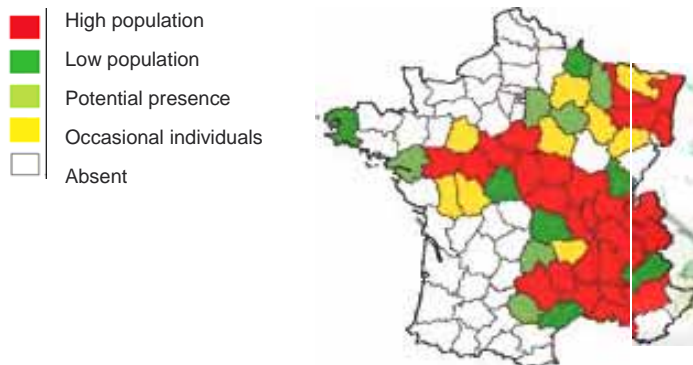 High population
Low population
Potential presence
Occasional individuals
Absent